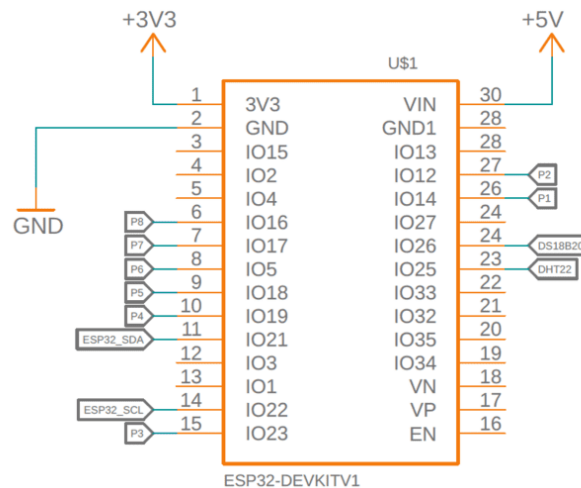 +3V3 +5V
U$1
1 3V3 VIN 30
2 GND GND1 28
3 IO15 IO13 28
4 IO2 IO12 27 P2
5 IO4 IO14 26 P1
GND P8 6 IO16 IO27 24
P7 7 IO17 IO26 24 DS18B20
P6 8 IO5 IO25 23 DHT22
P5 9 IO18 IO33 22
P4 10 IO19 IO32 21
ESP32_SDA 11 IO21 IO35 20
12 IO3 IO34 19
13 IO1 VN 18
ESP32_SCL 14 IO22 VP 17
P3 15 IO23 EN 16
ESP32-DEVKITV1